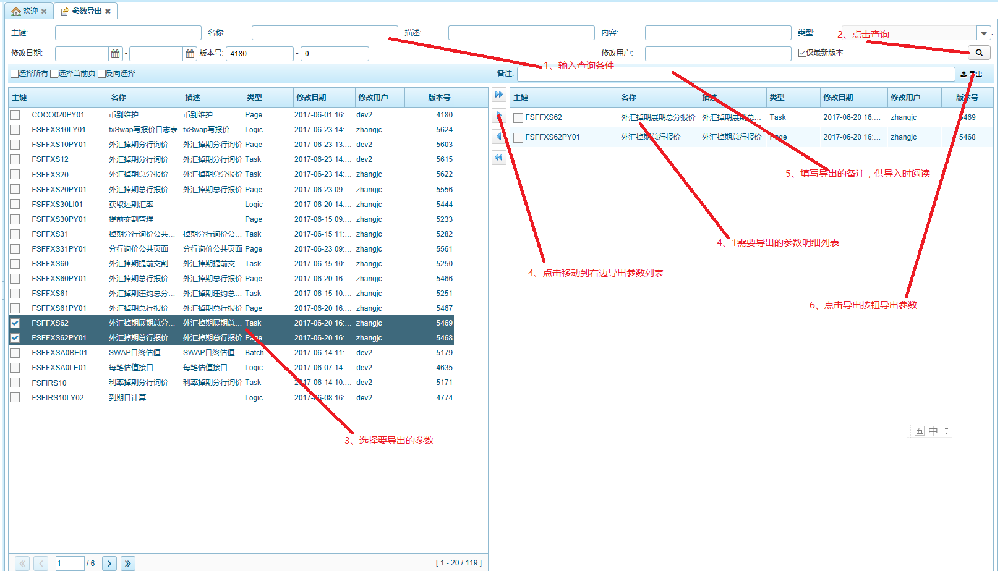 欢迎 参数导出
主键: 名称: 描述: 内容: 类型:
2、点击查询
修改日期: - 版本号: 4180 - 0 修改用户: 仅最新版本
1、输入查询条件
选择所有 选择当前页 反向选择 备注: 导出
主键 名称 描述 类型 修改日期 修改用户 版本号
COCO020PY01 币别维护 币别维护 Page 2017-06-01 16:... dev2 4180
FSFFXS10LY01 fxSwap写报价日志表 fxSwap写报价... Logic 2017-06-23 14:... zhangjc 5624
FSFFXS10PY01 外汇掉期分行询价 外汇掉期分行询价 Page 2017-06-23 13:... dev2 5603
FSFFXS12 外汇掉期分行询价 外汇掉期分行询价 Task 2017-06-23 14:... dev2 5615
FSFFXS20 外汇掉期总分报价 外汇掉期总分报价 Task 2017-06-23 14:... zhangjc 5622
FSFFXS20PY01 外汇掉期总行报价 外汇掉期总行报价 Page 2017-06-23 09:... zhangjc 5556
FSFFXS30LI01 获取远期汇率 Logic 2017-06-20 14:... zhangjc 5444
FSFFXS30PY01 提前交割管理 Page 2017-06-15 09:... zhangjc 5233
FSFFXS31 掉期分行询价公共... 掉期分行询价公... Task 2017-06-15 11:... zhangjc 5282
FSFFXS31PY01 分行询价公共页面 分行询价公共页面 Page 2017-06-23 09:... zhangjc 5561
FSFFXS60 外汇掉期提前交割... 外汇掉期提前交... Task 2017-06-15 10:... zhangjc 5250
FSFFXS60PY01 外汇掉期总行报价 外汇掉期总行报价 Page 2017-06-20 16:... zhangjc 5466
FSFFXS61 外汇掉期违约总分... 外汇掉期违约总... Task 2017-06-15 10:... zhangjc 5251
FSFFXS61PY01 外汇掉期总行报价 外汇掉期总行报价 Page 2017-06-20 16:... zhangjc 5467
FSFFXS62 外汇掉期展期总分... 外汇掉期展期总... Task 2017-06-20 16:... zhangjc 5469
FSFFXS62PY01 外汇掉期总行报价 外汇掉期总行报价 Page 2017-06-20 16:... zhangjc 5468
FSFFXSA0BE01 SWAP日终估值 SWAP日终估值 Batch 2017-06-14 11:... dev2 5179
FSFFXSA0LE01 每笔估值接口 每笔估值接口 Logic 2017-06-07 14:... dev2 4635
FSFIRS10 利率掉期分行询价 利率掉期分行询价 Task 2017-06-14 10:... dev2 5171
FSFIRS10LY02 到期日计算 Logic 2017-06-08 16:... dev2 4774
3、选择要导出的参数
1 / 6 [ 1 - 20 / 119 ]
主键 名称 描述 类型 修改日期 修改用户 版本号
FSFFXS62 外汇掉期展期总分报价 外汇掉期展期总... Task 2017-06-20 16:... zhangjc 5469
FSFFXS62PY01 外汇掉期总行报价 外汇掉期总行报价 Page 2017-06-20 16:... zhangjc 5468
5、填写导出的备注，供导入时阅读
4、1需要导出的参数明细列表
4、点击移动到右边导出参数列表
6、点击导出按钮导出参数
五 中